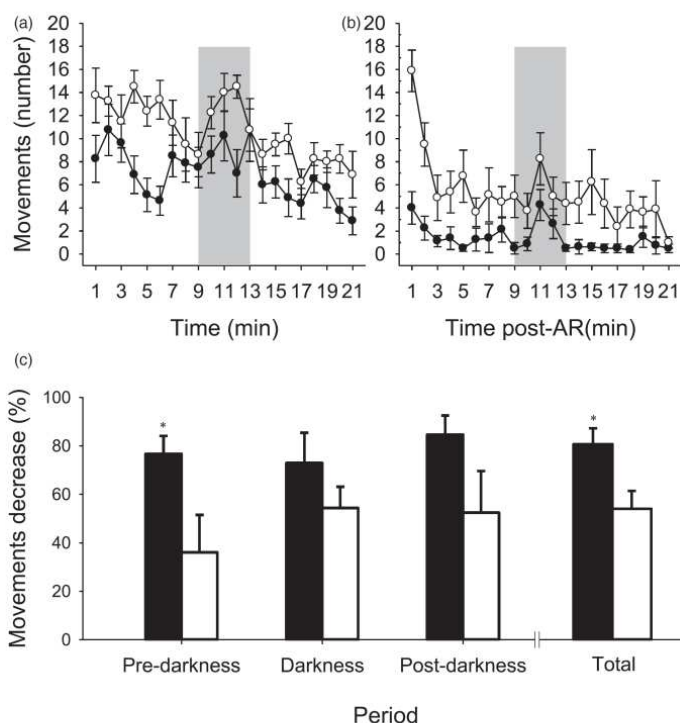 (a)
(b)
Movements (number)
20
18
16
14
12
10
8
6
4
2
0
1 3 5 7 9 11 13 15 17 19 21
Time (min)
20
18
16
14
12
10
8
6
4
2
0
1 3 5 7 9 11 13 15 17 19 21
Time post-AR(min)
(c)
Movements decrease (%)
100
80
60
40
20
0
*
*
Pre-darkness Darkness Post-darkness Total
Period